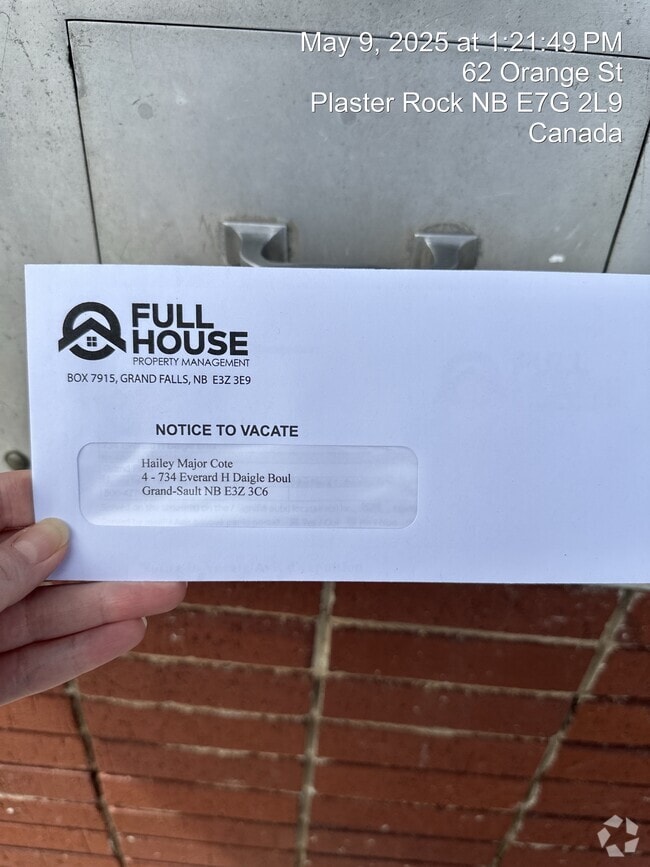 May 9, 2025 at 1:21:49 PM
62 Orange St
Plaster Rock NB E7G 2L9
Canada
FULL
HOUSE
PROPERTY MANAGEMENT
BOX 7915, GRAND FALLS, NB E3Z 3E9
NOTICE TO VACATE
Hailey Major Cote
4 - 734 Everard H Daigle Boul
Grand-Sault NB E3Z 3C6